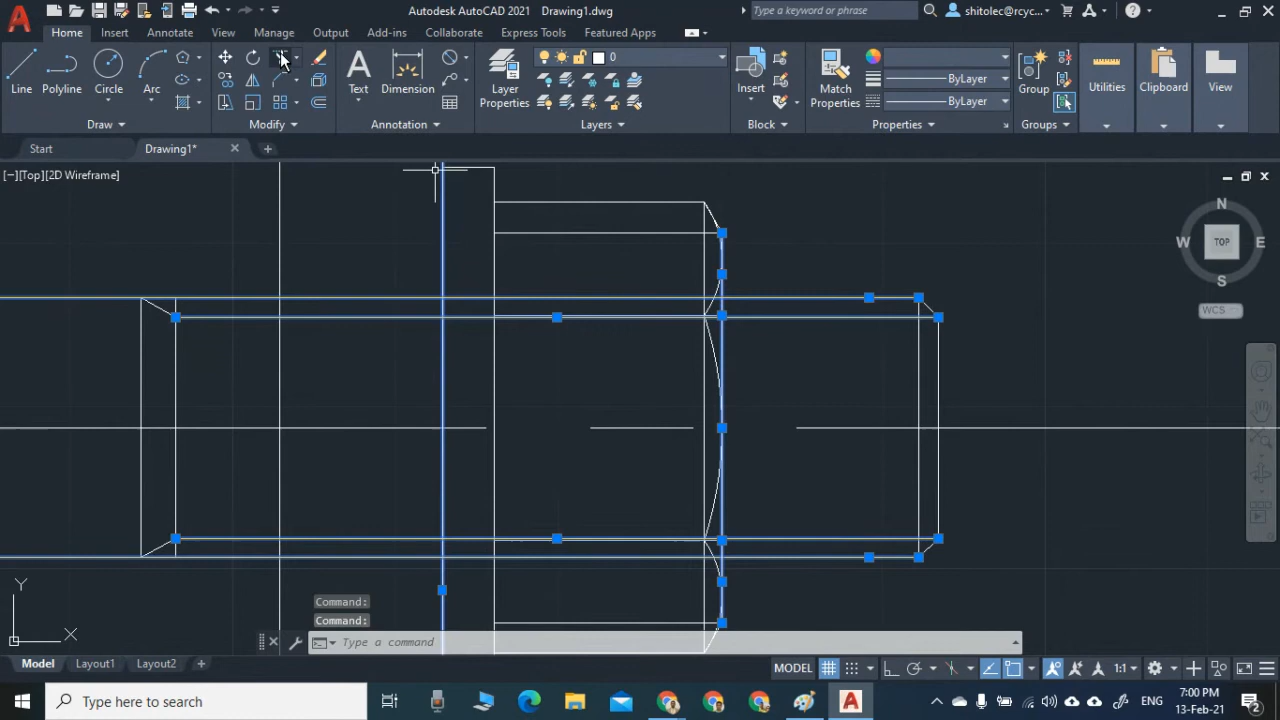 Autodesk AutoCAD 2021 Drawing1.dwg
Type a keyword or phrase
shitolec@rcyc...
Home Insert Annotate View Manage Output Add-ins Collaborate Express Tools Featured Apps
Line Polyline Circle Arc
Text Dimension
Layer Properties
0
Insert
Match Properties
ByLayer
ByLayer
Group
Utilities
Clipboard
View
Draw Modify Annotation Layers Block Properties Groups
Start Drawing1*
[−][Top][2D Wireframe]
N
W TOP E
S
WCS
Y
X
Command:
Command:
Type a command
Model Layout1 Layout2
MODEL 1:1
Type here to search
ENG
7:00 PM
13-Feb-21
2